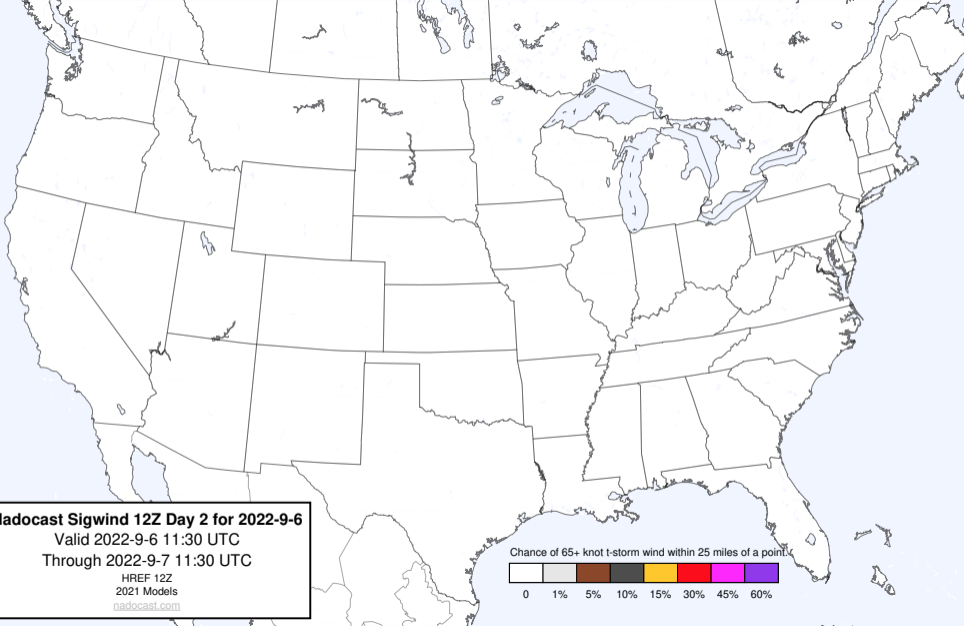 adocast Sigwind 12Z Day 2 for 2022-9-6
Valid 2022-9-6 11:30 UTC
Through 2022-9-7 11:30 UTC
HREF 12Z
2021 Models
nadocast.com
Chance of 65+ knot t-storm wind within 25 miles of a point.
0 1% 5% 10% 15% 30% 45% 60%